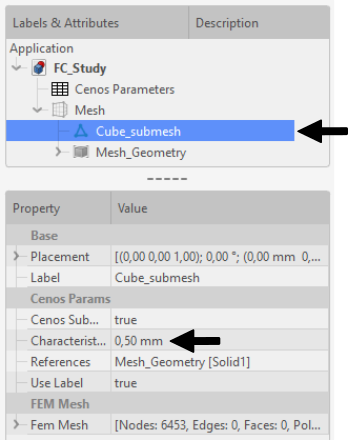 Labels & Attributes Description
Application
FC_Study
Cenos Parameters
Mesh
Cube_submesh
Mesh_Geometry
Property Value
Base
Placement [(0,00 0,00 1,00); 0,00 °; (0,00 mm 0,...
Label Cube_submesh
Cenos Params
Cenos Sub... true
Characterist... 0,50 mm
References Mesh_Geometry [Solid1]
Use Label true
FEM Mesh
Fem Mesh [Nodes: 6453, Edges: 0, Faces: 0, Pol...